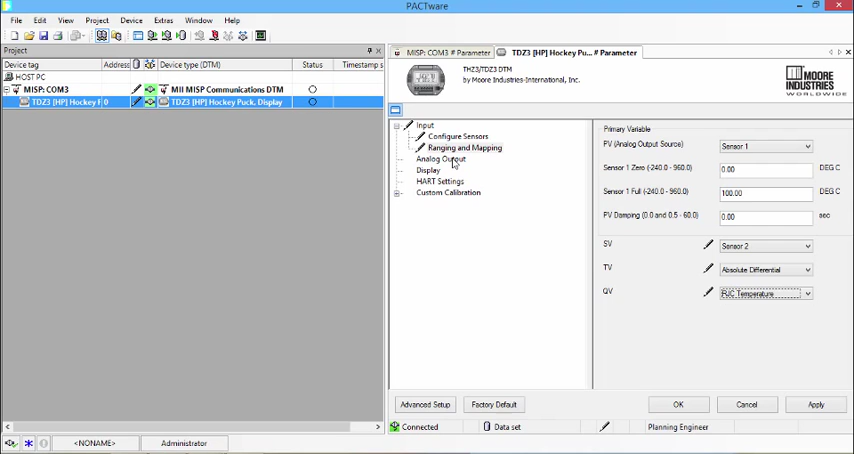 PACTware
File Edit View Project Device Extras Window Help
Project
Device tag Address Device type (DTM) Status Timestamp s
HOST PC
MISP: COM3 MII MISP Communications DTM
TDZ3 [HP] Hockey F 0 TDZ3 [HP] Hockey Puck, Display
<NONAME> Administrator
MISP: COM3 # Parameter TDZ3 [HP] Hockey Pu... # Parameter
THZ3/TDZ3 DTM
by Moore Industries-International, Inc.
MOORE
INDUSTRIES
WORLDWIDE
Input
Configure Sensors
Ranging and Mapping
Analog Output
Display
HART Settings
Custom Calibration
Primary Variable
PV (Analog Output Source) Sensor 1
Sensor 1 Zero (-240.0 - 960.0) 0.00 DEG C
Sensor 1 Full (-240.0 - 960.0) 100.00 DEG C
PV Damping (0.0 and 0.5 - 60.0) 0.00 sec
SV Sensor 2
TV Absolute Differential
QV RJC Temperature
Advanced Setup Factory Default OK Cancel Apply
Connected Data set Planning Engineer